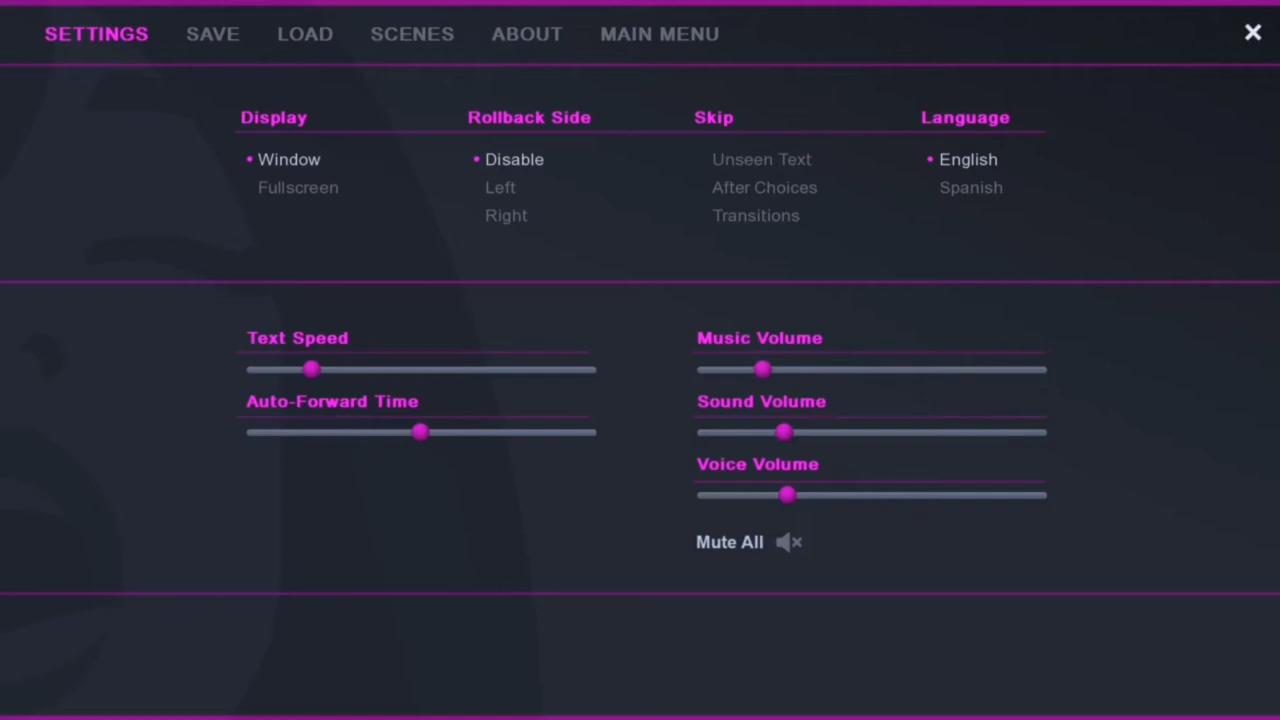 SETTINGS SAVE LOAD SCENES ABOUT MAIN MENU
Display Rollback Side Skip Language
Window Disable Unseen Text English
Fullscreen Left After Choices Spanish
Right Transitions
Text Speed Music Volume
Auto-Forward Time Sound Volume
Voice Volume
Mute All